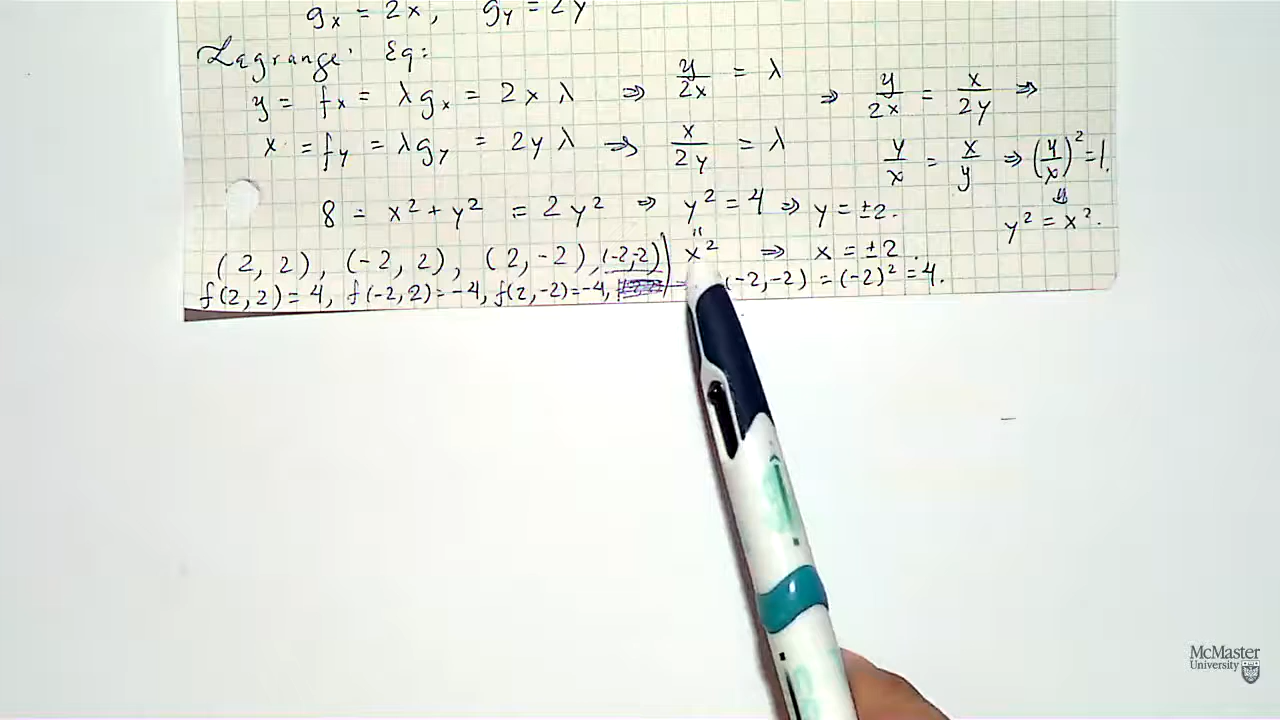 gx = 2x, gy = 2y
Lagrange' Eq:
y = fx = λgx = 2xλ ⇒ y/2x = λ ⇒ y/2x = x/2y ⇒
x = fy = λgy = 2yλ ⇒ x/2y = λ y/x = x/y ⇒ (y/x)² = 1.
⇓
8 = x² + y² = 2y² ⇒ y² = 4 ⇒ y = ±2. y² = x².
(2, 2), (-2, 2), (2, -2), (-2, -2) " x² ⇒ x = ±2.
f(2, 2) = 4, f(-2, 2) = -4, f(2, -2) = -4, (-2, -2) = (-2)² = 4.
McMaster
University